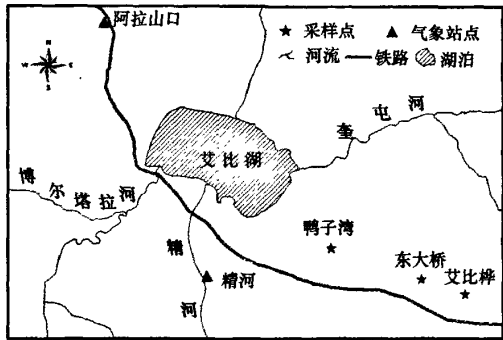 阿拉山口
★ 采样点 ▲ 气象站点
河流 铁路 湖泊
N
W E
S
奎屯河
艾比湖
博尔塔拉河
鸭子湾
精河
东大桥
艾比桦
精河